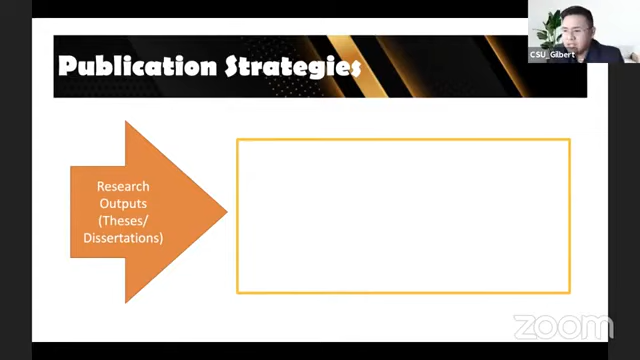 Publication Strategies
CSU_Gilbert
Research
Outputs
(Theses/
Dissertations)
zoom